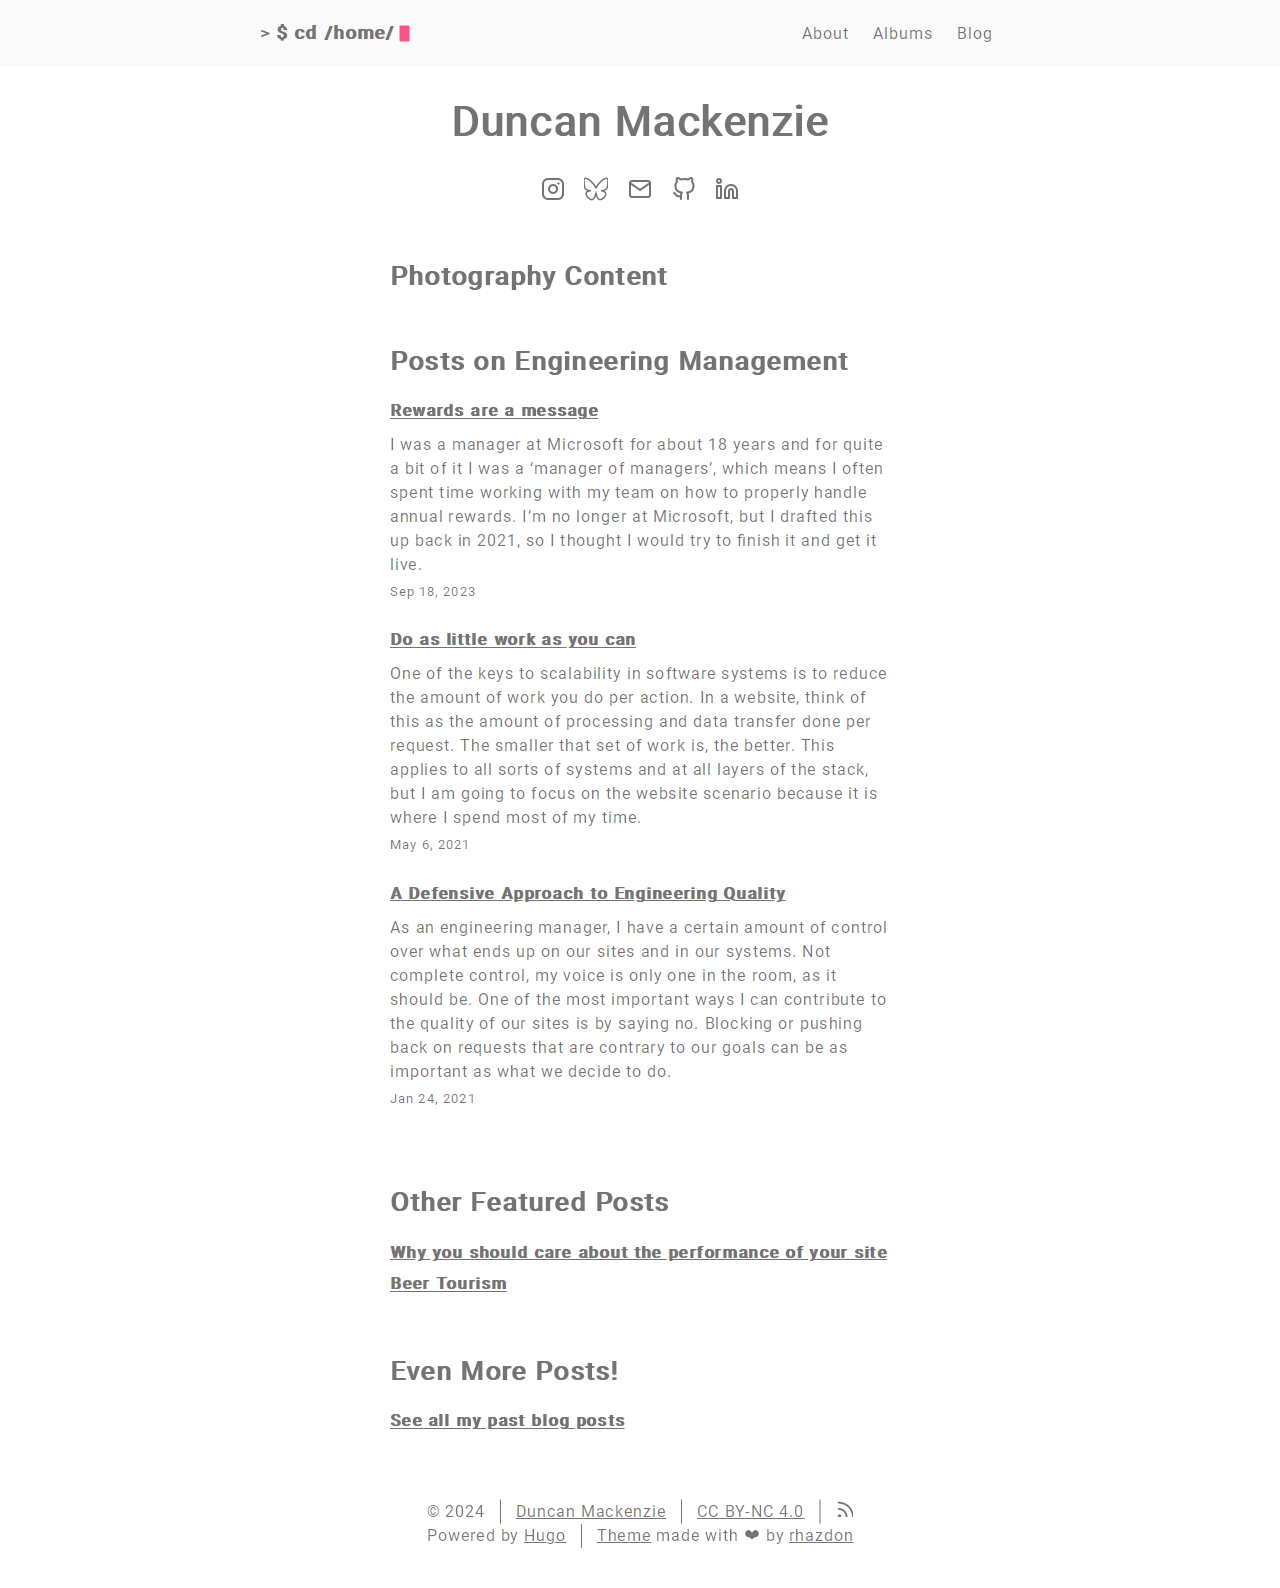 > $ cd /home/
About Albums Blog
Duncan Mackenzie
Photography Content
Posts on Engineering Management
Rewards are a message
I was a manager at Microsoft for about 18 years and for quite
a bit of it I was a ‘manager of managers’, which means I often
spent time working with my team on how to properly handle
annual rewards. I’m no longer at Microsoft, but I drafted this
up back in 2021, so I thought I would try to finish it and get it
live.
Sep 18, 2023
Do as little work as you can
One of the keys to scalability in software systems is to reduce
the amount of work you do per action. In a website, think of
this as the amount of processing and data transfer done per
request. The smaller that set of work is, the better. This
applies to all sorts of systems and at all layers of the stack,
but I am going to focus on the website scenario because it is
where I spend most of my time.
May 6, 2021
A Defensive Approach to Engineering Quality
As an engineering manager, I have a certain amount of control
over what ends up on our sites and in our systems. Not
complete control, my voice is only one in the room, as it
should be. One of the most important ways I can contribute to
the quality of our sites is by saying no. Blocking or pushing
back on requests that are contrary to our goals can be as
important as what we decide to do.
Jan 24, 2021
Other Featured Posts
Why you should care about the performance of your site
Beer Tourism
Even More Posts!
See all my past blog posts
© 2024 Duncan Mackenzie CC BY-NC 4.0
Powered by Hugo Theme made with ❤ by rhazdon